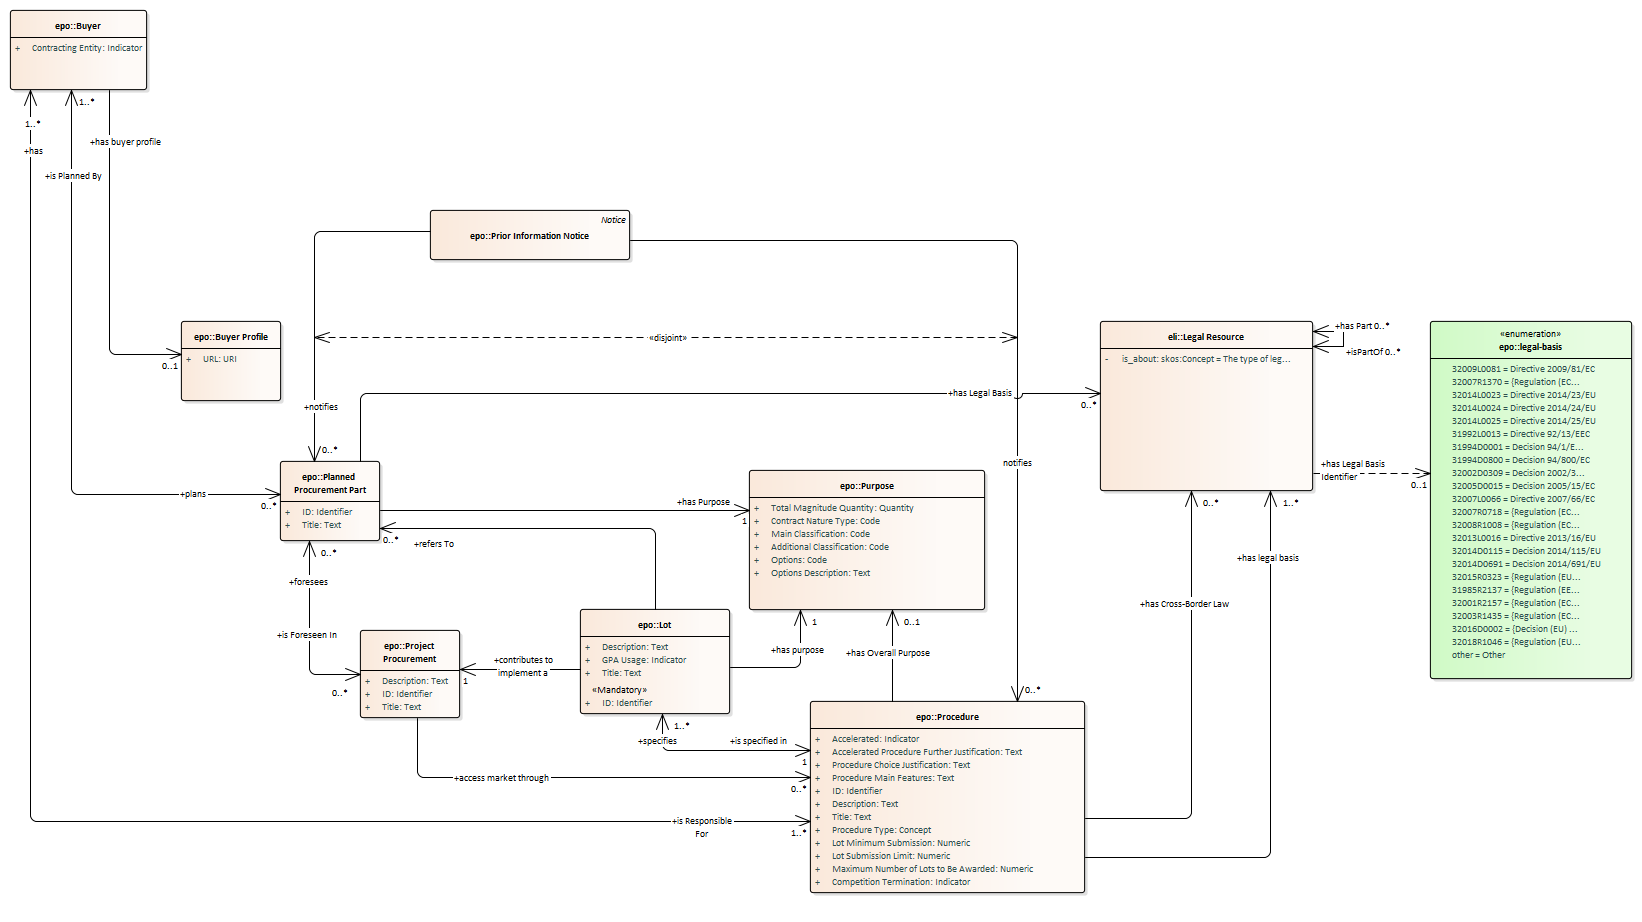 epo::Buyer
+ Contracting Entity: Indicator
1..*
1..*
+has
+has buyer profile
+is Planned By
Notice
epo::Prior Information Notice
epo::Buyer Profile
+ URL: URI
0..1
«disjoint»
+notifies
0..*
+has Legal Basis
0..*
notifies
0..*
eli::Legal Resource
- is_about: skos:Concept = The type of leg...
+has Part 0..*
+isPartOf 0..*
+has Legal Basis
Identifier
0..1
«enumeration»
epo::legal-basis
32009L0081 = Directive 2009/81/EC
32007R1370 = {Regulation (EC...
32014L0023 = Directive 2014/23/EU
32014L0024 = Directive 2014/24/EU
32014L0025 = Directive 2014/25/EU
31992L0013 = Directive 92/13/EEC
31994D0001 = Decision 94/1/E...
31994D0800 = Decision 94/800/EC
32002D0309 = Decision 2002/3...
32005D0015 = Decision 2005/15/EC
32007L0066 = Directive 2007/66/EC
32007R0718 = {Regulation (EC...
32008R1008 = {Regulation (EC...
32013L0016 = Directive 2013/16/EU
32014D0115 = Decision 2014/115/EU
32014D0691 = Decision 2014/691/EU
32015R0323 = {Regulation (EU...
31985R2137 = {Regulation (EE...
32001R2157 = {Regulation (EC...
32003R1435 = {Regulation (EC...
32016D0002 = {Decision (EU) ...
32018R1046 = {Regulation (EU...
other = Other
epo::Planned
Procurement Part
+ ID: Identifier
+ Title: Text
+plans
0..*
+has Purpose
1
0..*
+refers To
epo::Purpose
+ Total Magnitude Quantity: Quantity
+ Contract Nature Type: Code
+ Main Classification: Code
+ Additional Classification: Code
+ Options: Code
+ Options Description: Text
0..*
+foresees
+is Foreseen In
0..*
epo::Project
Procurement
+ Description: Text
+ ID: Identifier
+ Title: Text
+contributes to
implement a
1
epo::Lot
+ Description: Text
+ GPA Usage: Indicator
+ Title: Text
«Mandatory»
+ ID: Identifier
1
+has purpose
0..1
+has Overall Purpose
0..*
+has Cross-Border Law
1..*
+has legal basis
1..*
+specifies
+is specified in
1
+access market through
0..*
+is Responsible
For
1..*
epo::Procedure
+ Accelerated: Indicator
+ Accelerated Procedure Further Justification: Text
+ Procedure Choice Justification: Text
+ Procedure Main Features: Text
+ ID: Identifier
+ Description: Text
+ Title: Text
+ Procedure Type: Concept
+ Lot Minimum Submission: Numeric
+ Lot Submission Limit: Numeric
+ Maximum Number of Lots to Be Awarded: Numeric
+ Competition Termination: Indicator